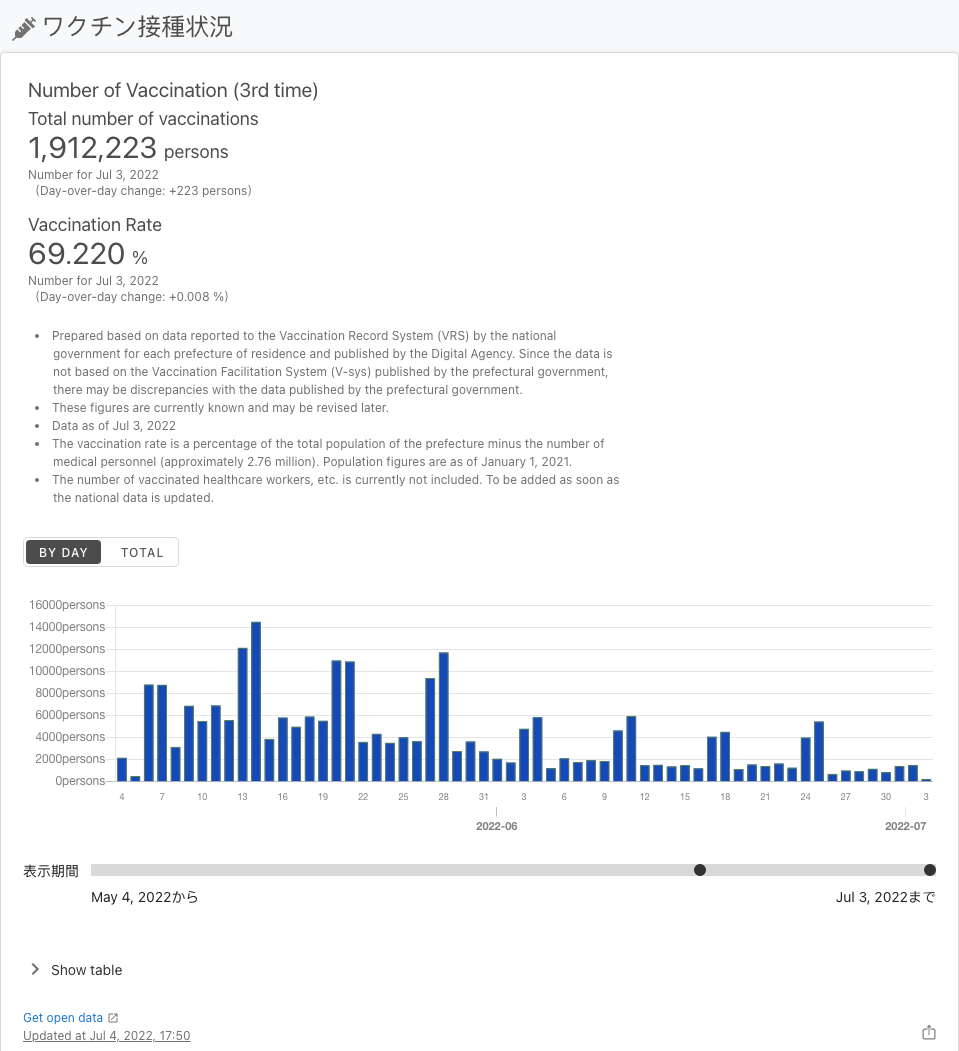 ワクチン接種状況
Number of Vaccination (3rd time)
Total number of vaccinations
1,912,223 persons
Number for Jul 3, 2022
(Day-over-day change: +223 persons)
Vaccination Rate
69.220 %
Number for Jul 3, 2022
(Day-over-day change: +0.008 %)
• Prepared based on data reported to the Vaccination Record System (VRS) by the national
government for each prefecture of residence and published by the Digital Agency. Since the data is
not based on the Vaccination Facilitation System (V-sys) published by the prefectural government,
there may be discrepancies with the data published by the prefectural government.
• These figures are currently known and may be revised later.
• Data as of Jul 3, 2022
• The vaccination rate is a percentage of the total population of the prefecture minus the number of
medical personnel (approximately 2.76 million). Population figures are as of January 1, 2021.
• The number of vaccinated healthcare workers, etc. is currently not included. To be added as soon as
the national data is updated.
BY DAY TOTAL
16000persons
14000persons
12000persons
10000persons
8000persons
6000persons
4000persons
2000persons
0persons
4 7 10 13 16 19 22 25 28 31 3 6 9 12 15 18 21 24 27 30 3
2022-06 2022-07
表示期間
May 4, 2022から Jul 3, 2022まで
Show table
Get open data
Updated at Jul 4, 2022, 17:50